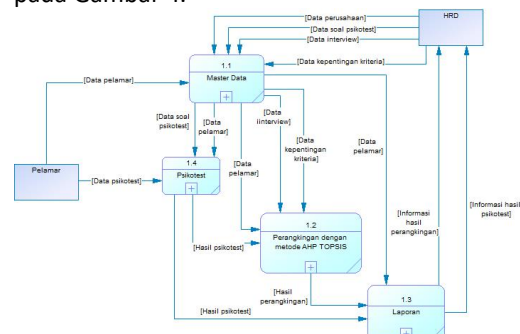 pada Gambar 4.
[Data perusahaan]
[Data soal psikotest]
[Data interview]
HRD
[Data kepentingan kriteria]
1.1
Master Data
[Data pelamar]
[Data soal
psikotest]
[Data
pelamar]
[Data
iinterview]
[Data
kepentingan
kriteria]
[Data
pelamar]
[Data
pelamar]
1.4
Psikotest
Pelamar
[Data psikotest]
[Informasi
hasil
perangkingan]
[Informasi hasil
psikotest]
1.2
Perangkingan dengan
metode AHP TOPSIS
[Hasil psikotest]
[Hasil
perangkingan]
[Hasil psikotest]
1.3
Laporan